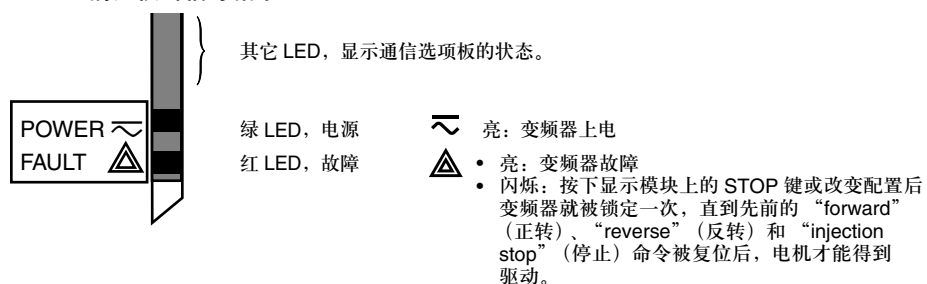 其它 LED，显示通信选项板的状态。
POWER
FAULT
绿 LED，电源
亮：变频器上电
红 LED，故障
• 亮：变频器故障
• 闪烁：按下显示模块上的 STOP 键或改变配置后
变频器就被锁定一次，直到先前的 “forward”
（正转）、“reverse”（反转）和 “injection
stop”（停止）命令被复位后，电机才能得到
驱动。